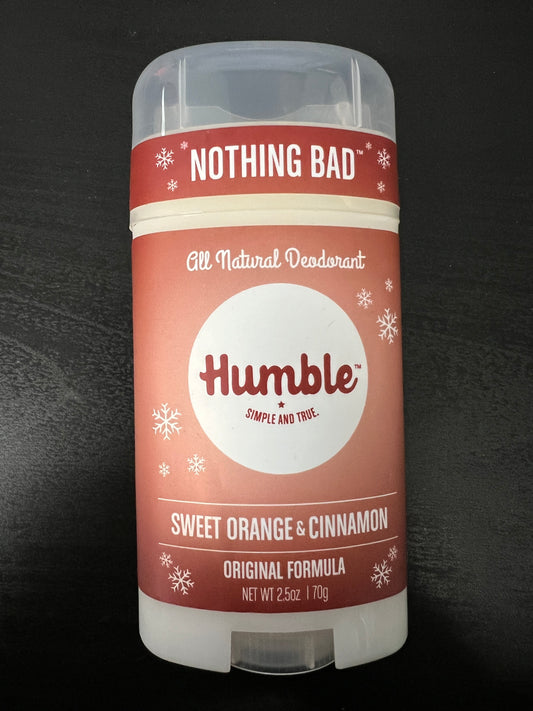 NOTHING BAD™
All Natural Deodorant
Humble™
SIMPLE AND TRUE.
SWEET ORANGE & CINNAMON
ORIGINAL FORMULA
NET WT 2.5oz | 70g